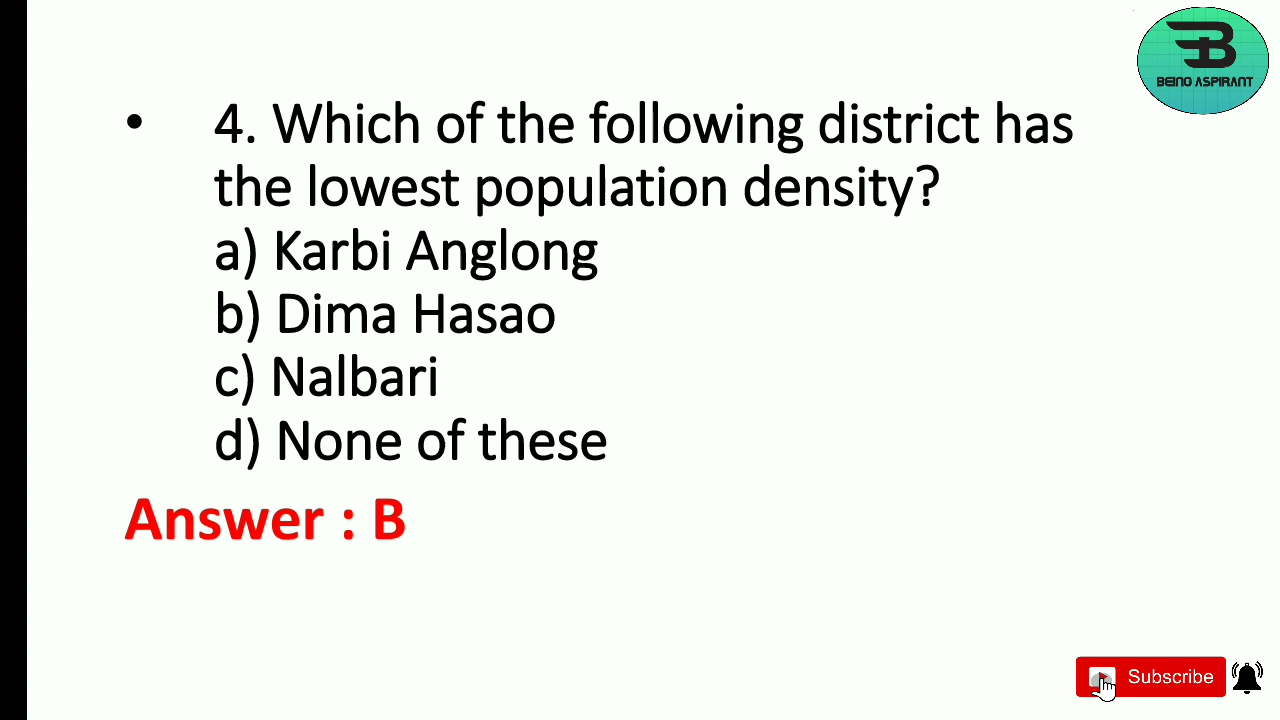 BEING ASPIRANT
• 4. Which of the following district has
the lowest population density?
a) Karbi Anglong
b) Dima Hasao
c) Nalbari
d) None of these
Answer : B
Subscribe